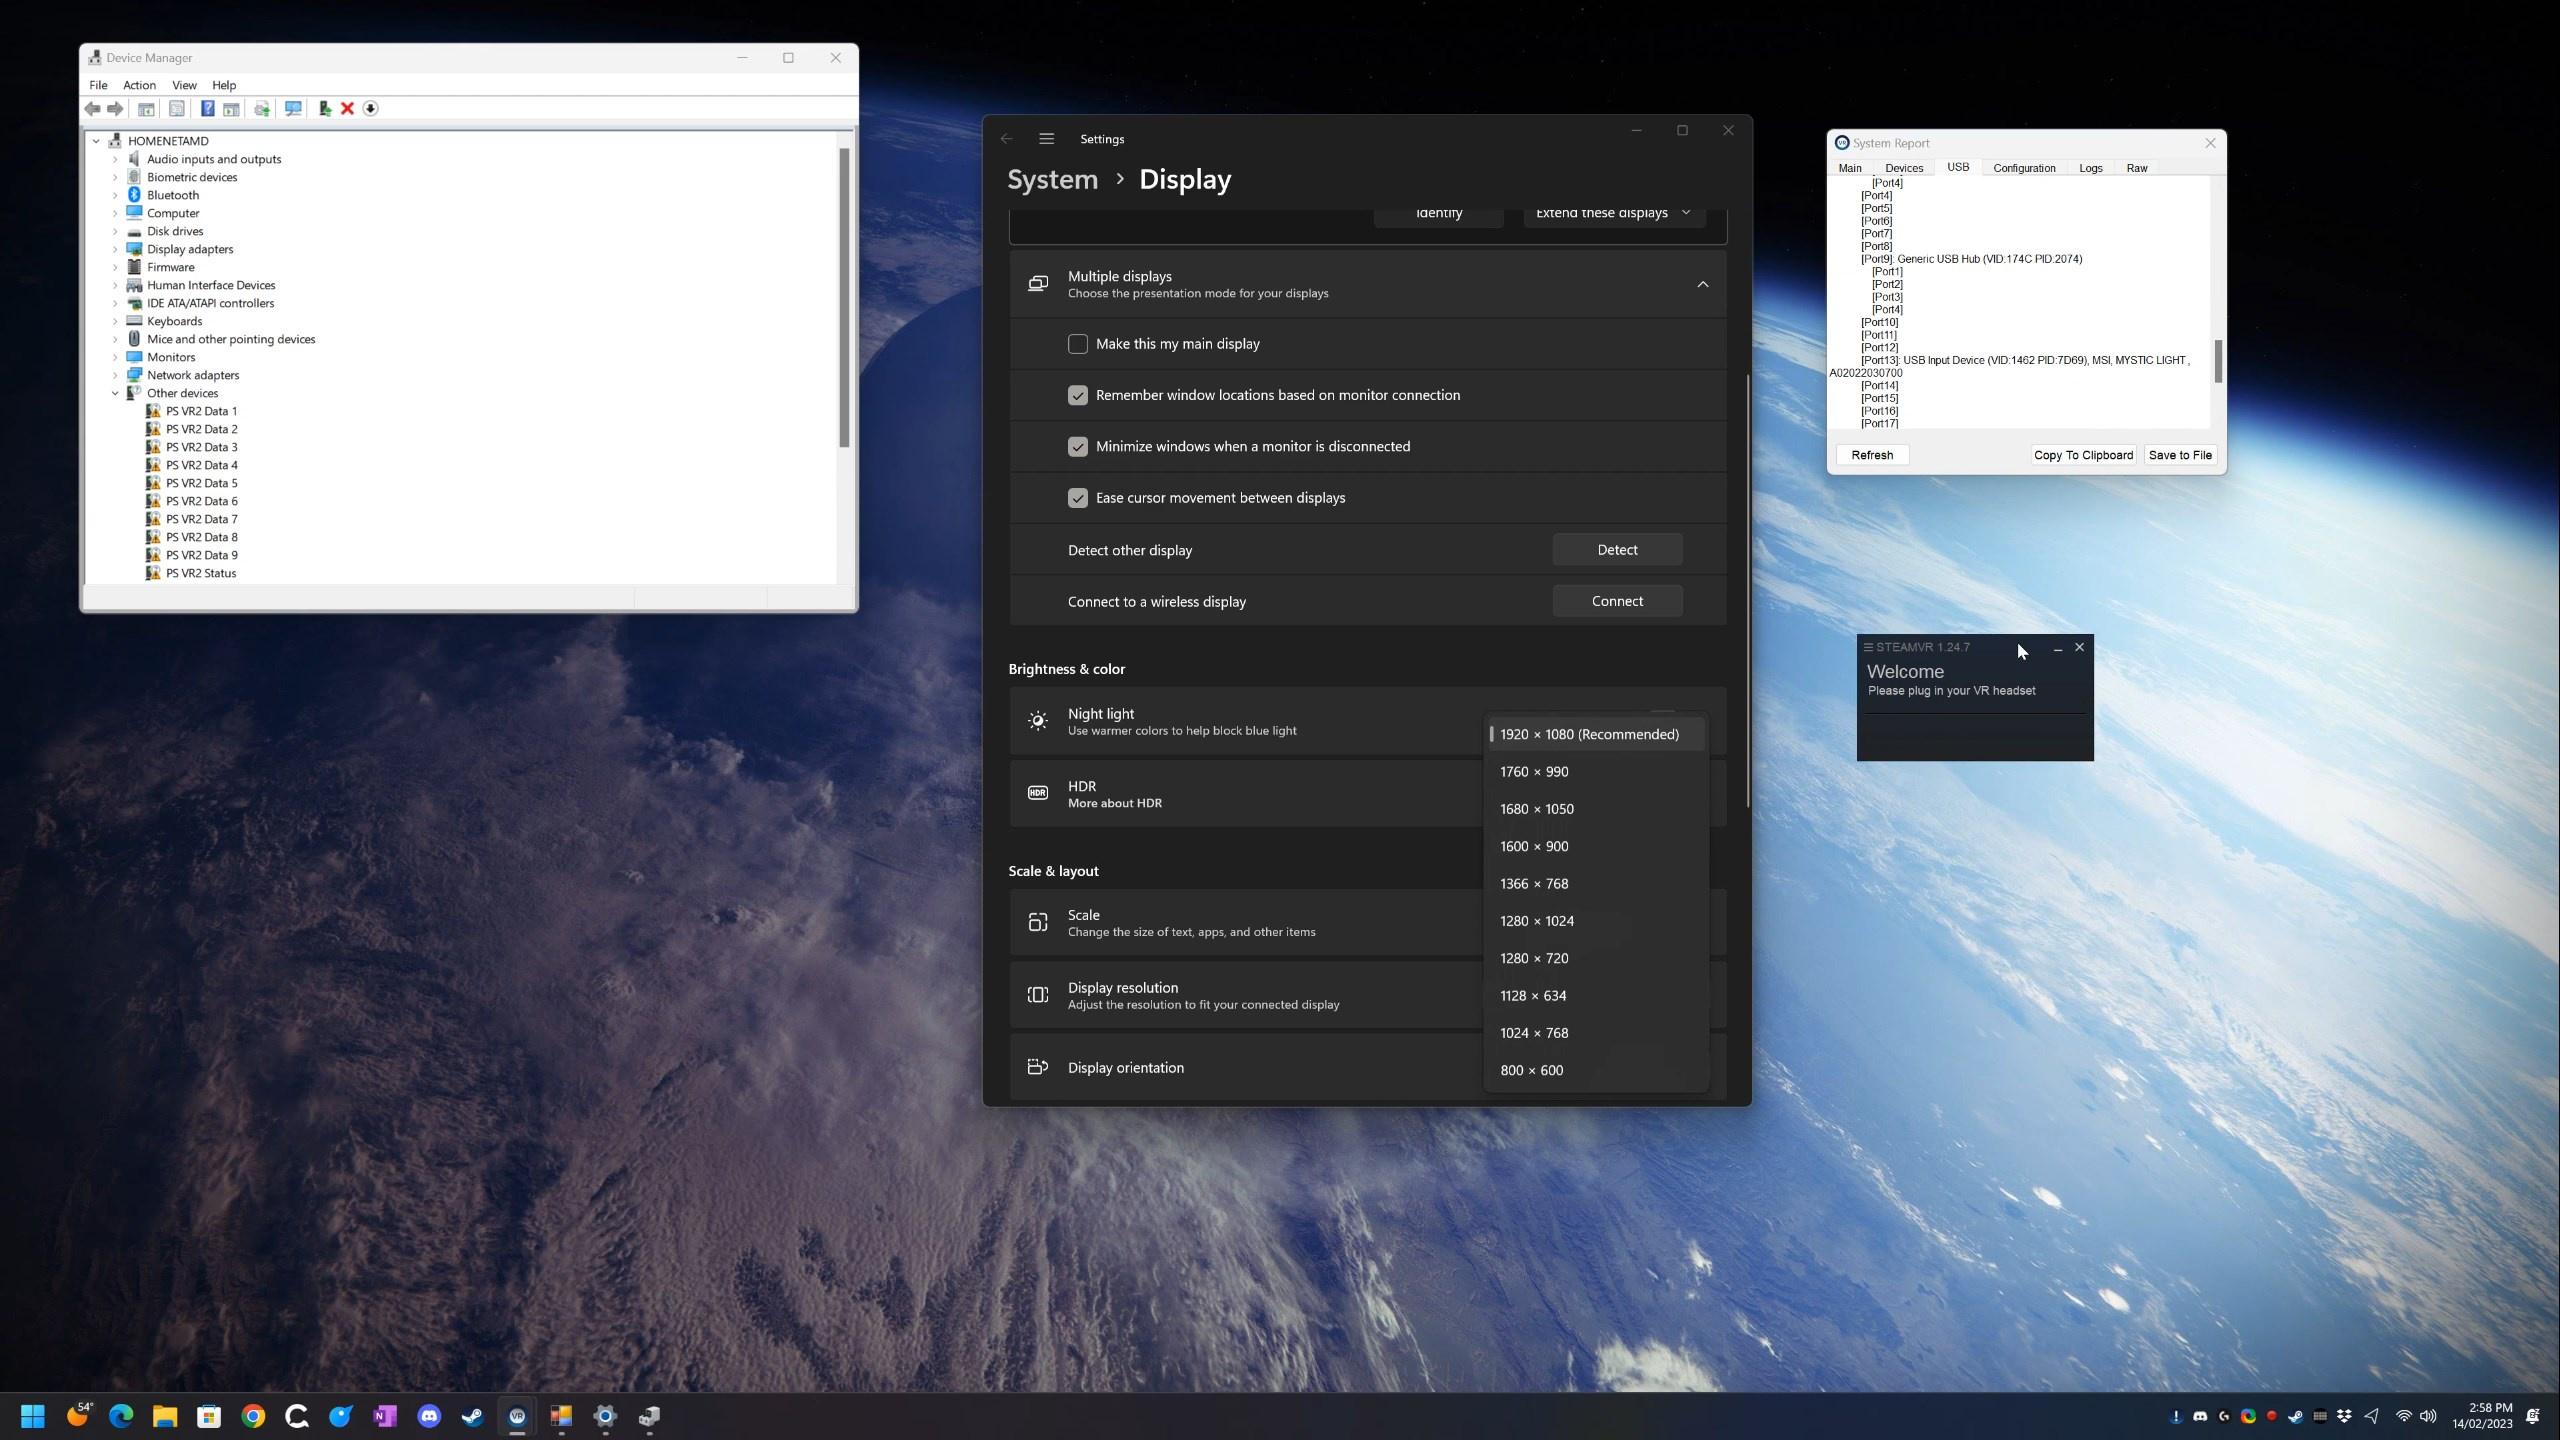 Device Manager
File Action View Help
HOMENETAMD
Audio inputs and outputs
Biometric devices
Bluetooth
Computer
Disk drives
Display adapters
Firmware
Human Interface Devices
IDE ATA/ATAPI controllers
Keyboards
Mice and other pointing devices
Monitors
Network adapters
Other devices
PS VR2 Data 1
PS VR2 Data 2
PS VR2 Data 3
PS VR2 Data 4
PS VR2 Data 5
PS VR2 Data 6
PS VR2 Data 7
PS VR2 Data 8
PS VR2 Data 9
PS VR2 Status
Settings
System > Display
Identify Extend these displays
Multiple displays
Choose the presentation mode for your displays
Make this my main display
Remember window locations based on monitor connection
Minimize windows when a monitor is disconnected
Ease cursor movement between displays
Detect other display Detect
Connect to a wireless display Connect
Brightness & color
Night light
Use warmer colors to help block blue light
HDR
HDR
More about HDR
Scale & layout
Scale
Change the size of text, apps, and other items
Display resolution
Adjust the resolution to fit your connected display
Display orientation
1920 × 1080 (Recommended)
1760 × 990
1680 × 1050
1600 × 900
1366 × 768
1280 × 1024
1280 × 720
1128 × 634
1024 × 768
800 × 600
VR System Report
Main Devices USB Configuration Logs Raw
[Port4]
[Port4]
[Port5]
[Port6]
[Port7]
[Port8]
[Port9]: Generic USB Hub (VID:174C PID:2074)
[Port1]
[Port2]
[Port3]
[Port4]
[Port10]
[Port11]
[Port12]
[Port13]: USB Input Device (VID:1462 PID:7D69), MSI, MYSTIC LIGHT ,
A02022030700
[Port14]
[Port15]
[Port16]
[Port17]
Refresh Copy To Clipboard Save to File
STEAMVR 1.24.7
Welcome
Please plug in your VR headset
54°
N
VR
2:58 PM
14/02/2023